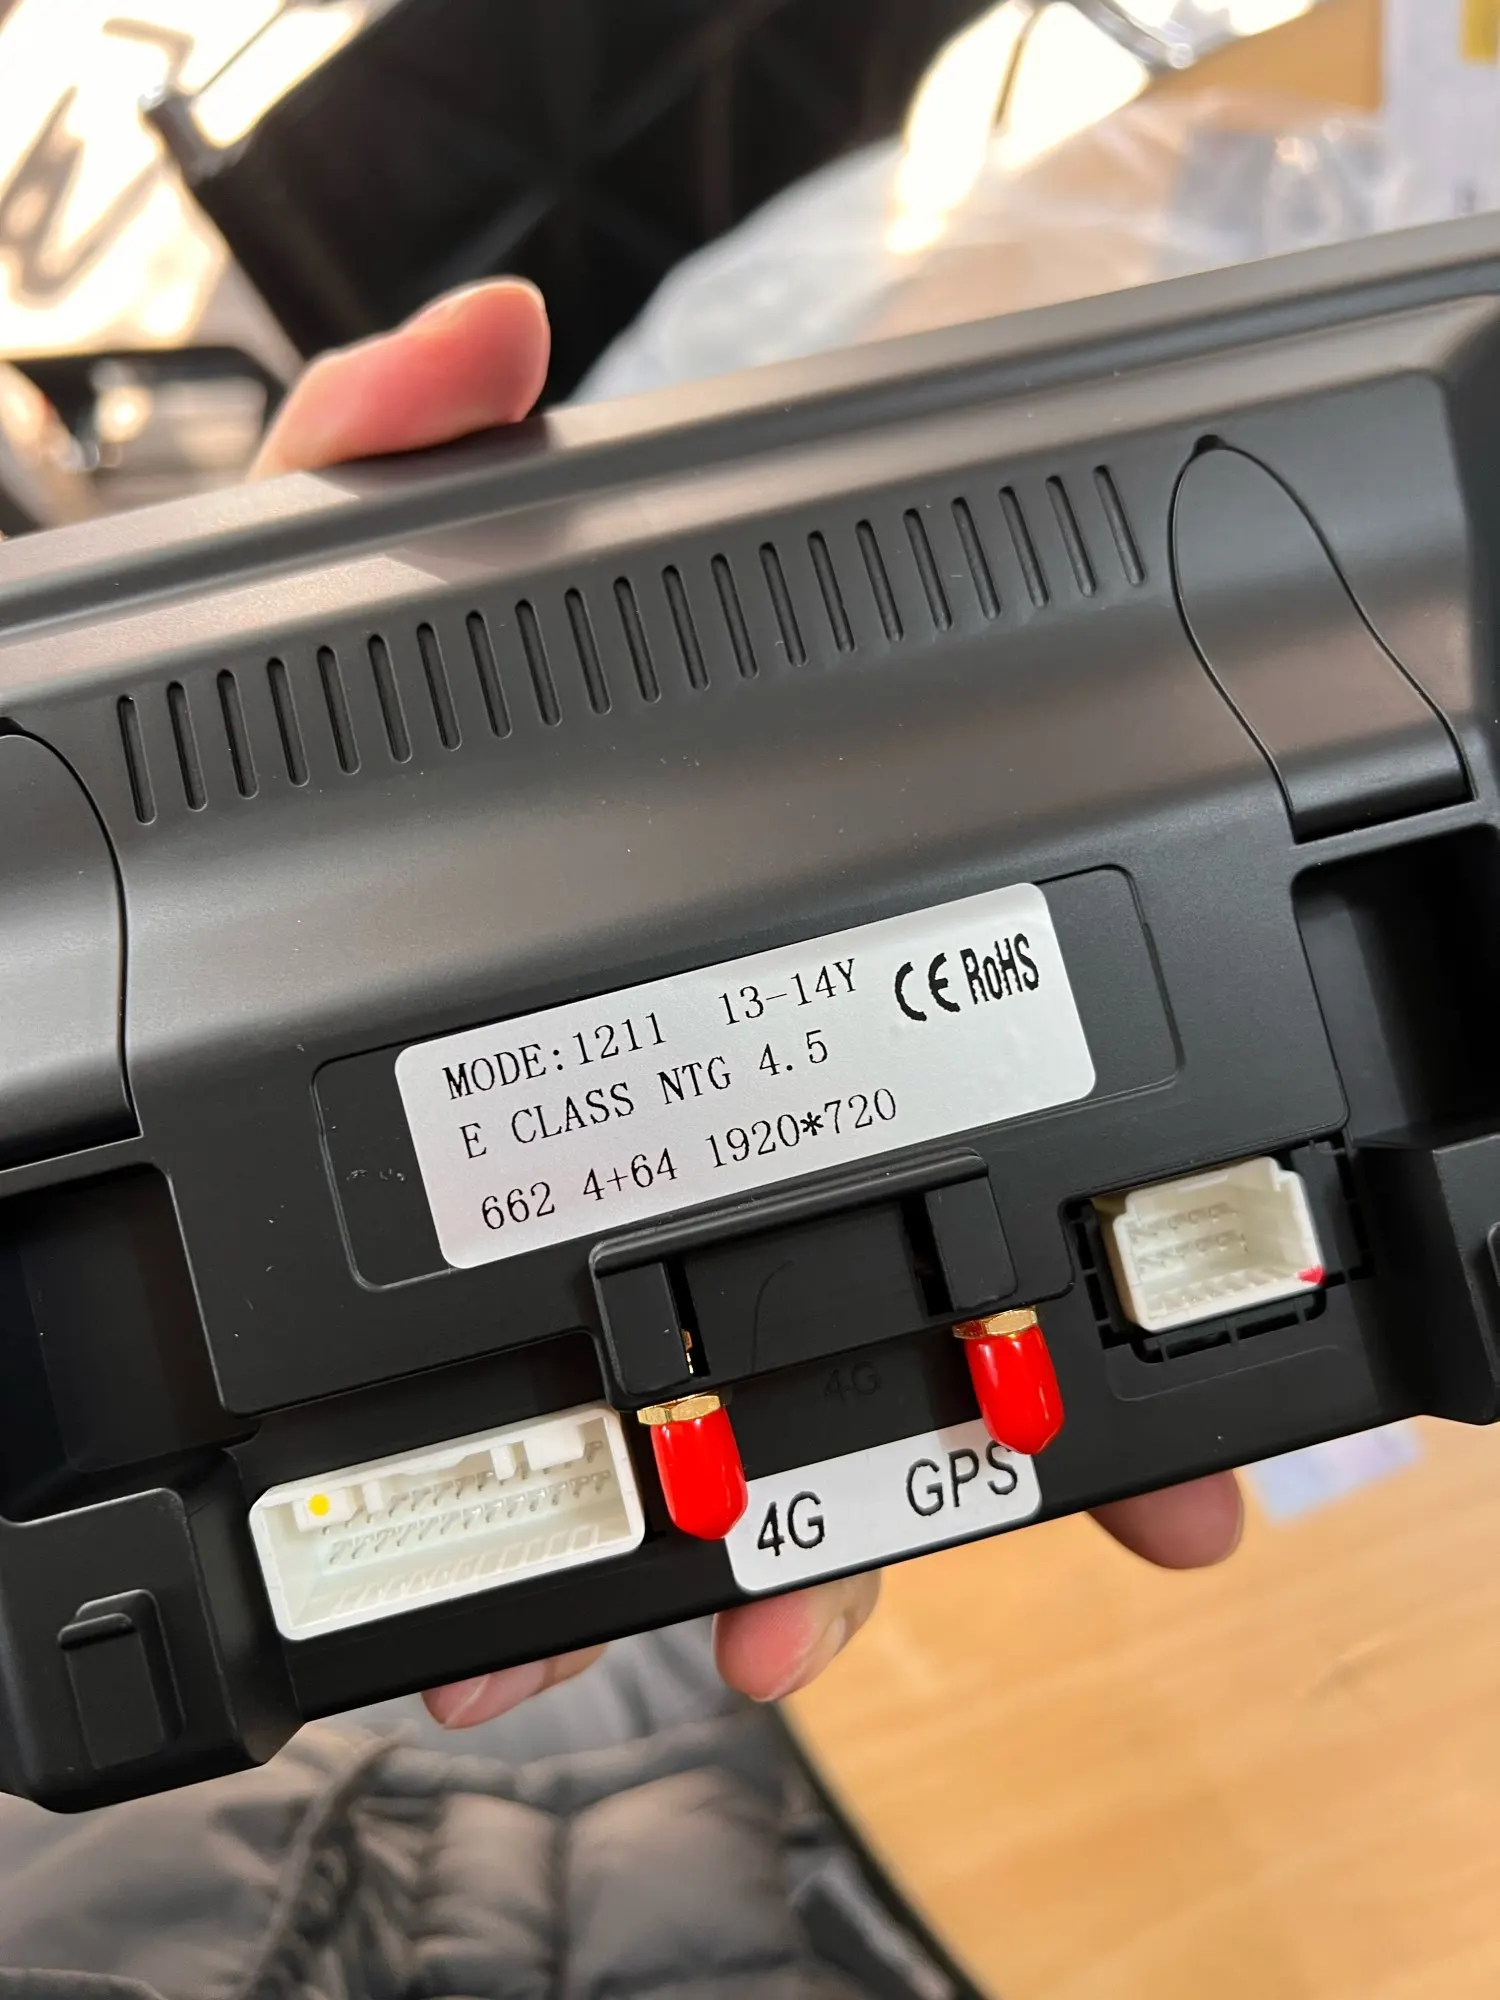 MODE:1211 13-14Y CE RoHS
E CLASS NTG 4.5
662 4+64 1920*720
4G
4G GPS